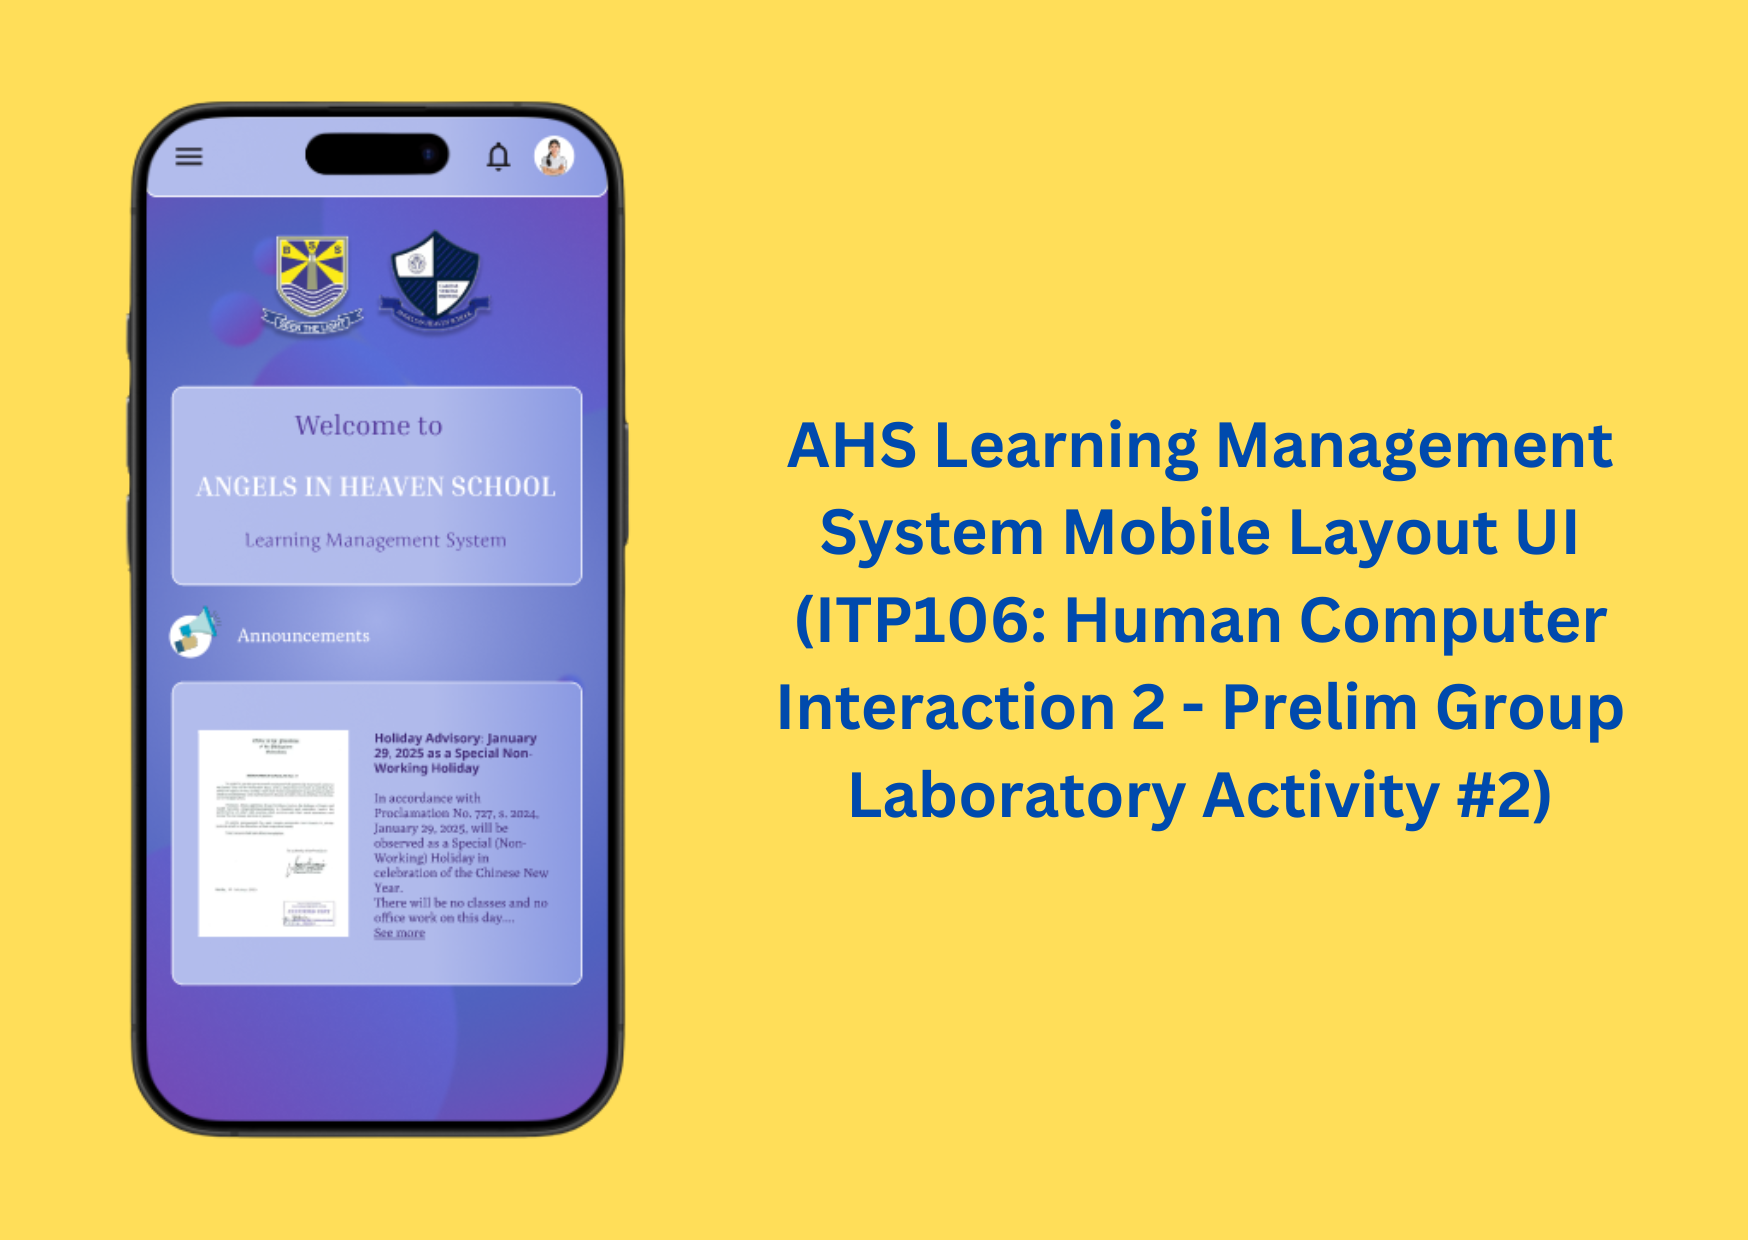 B S S
SEEK THE LIGHT
Welcome to
ANGELS IN HEAVEN SCHOOL
Learning Management System
Announcements
Holiday Advisory: January
29, 2025 as a Special Non-
Working Holiday
In accordance with
Proclamation No. 727, s. 2024,
January 29, 2025, will be
observed as a Special (Non-
Working) Holiday in
celebration of the Chinese New
Year.
There will be no classes and no
office work on this day....
See more
AHS Learning Management
System Mobile Layout UI
(ITP106: Human Computer
Interaction 2 - Prelim Group
Laboratory Activity #2)